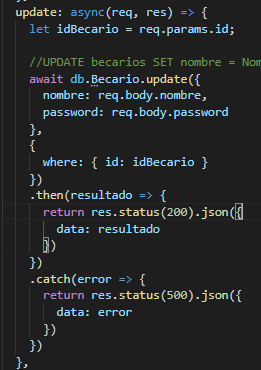 update: async(req, res) => {
let idBecario = req.params.id;
//UPDATE becarios SET nombre = Nom
await db.Becario.update({
nombre: req.body.nombre,
password: req.body.password
},
{
where: { id: idBecario }
})
.then(resultado => {
return res.status(200).json({
data: resultado
})
})
.catch(error => {
return res.status(500).json({
data: error
})
})
},